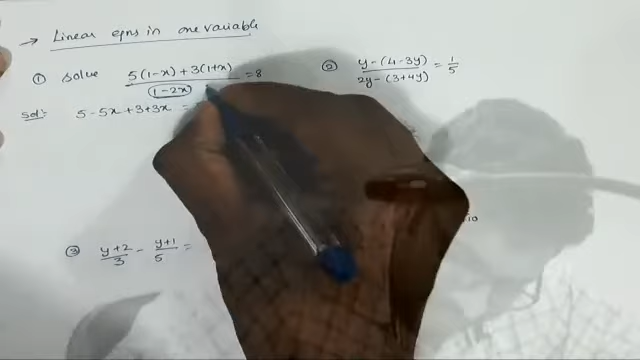 → Linear eqns in one variable
① solve 5(1-x)+3(1+x) / (1-2x) = 8
② y-(4-3y) / 2y-(3+4y) = 1/5
Sol: 5-5x+3+3x =
③ y+2/3 - y+1/5 =